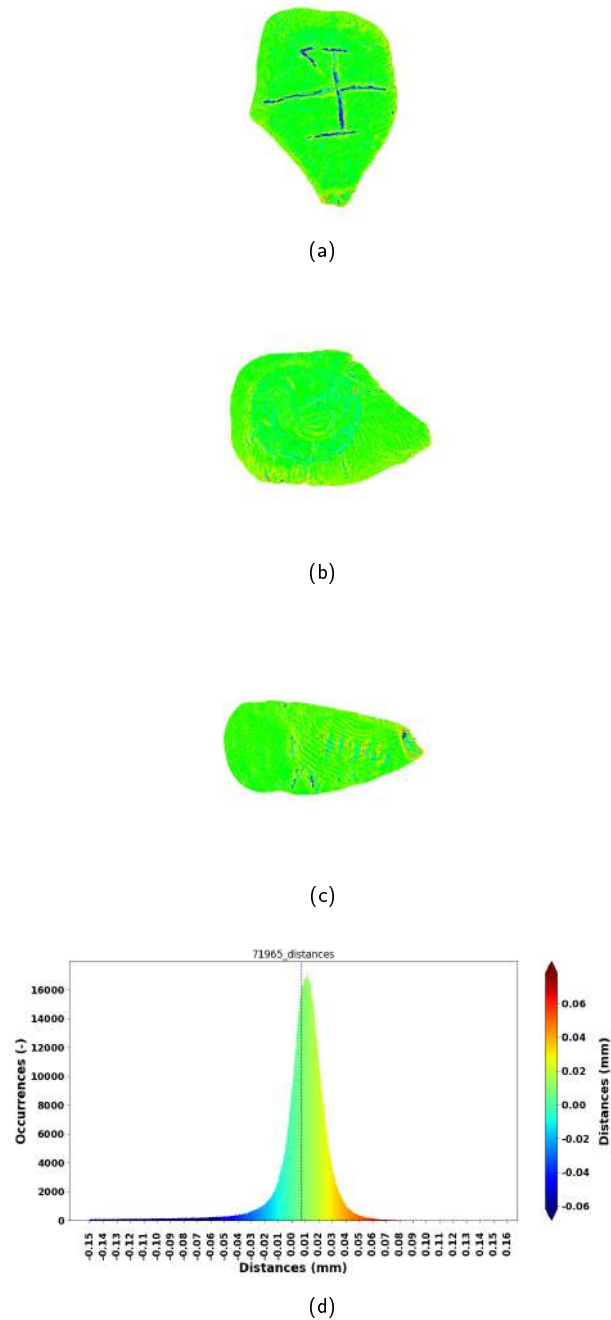 (a)
(b)
(c)
71965_distances
Occurrences (-)
16000
14000
12000
10000
8000
6000
4000
2000
0
-0.15 -0.14 -0.13 -0.12 -0.11 -0.10 -0.09 -0.08 -0.07 -0.06 -0.05 -0.04 -0.03 -0.02 -0.01 -0.00 0.01 0.02 0.03 0.04 0.05 0.06 0.07 0.08 0.09 0.10 0.11 0.12 0.13 0.14 0.15 0.16
Distances (mm)
0.06
0.04
0.02
0.00
-0.02
-0.04
-0.06
Distances (mm)
(d)